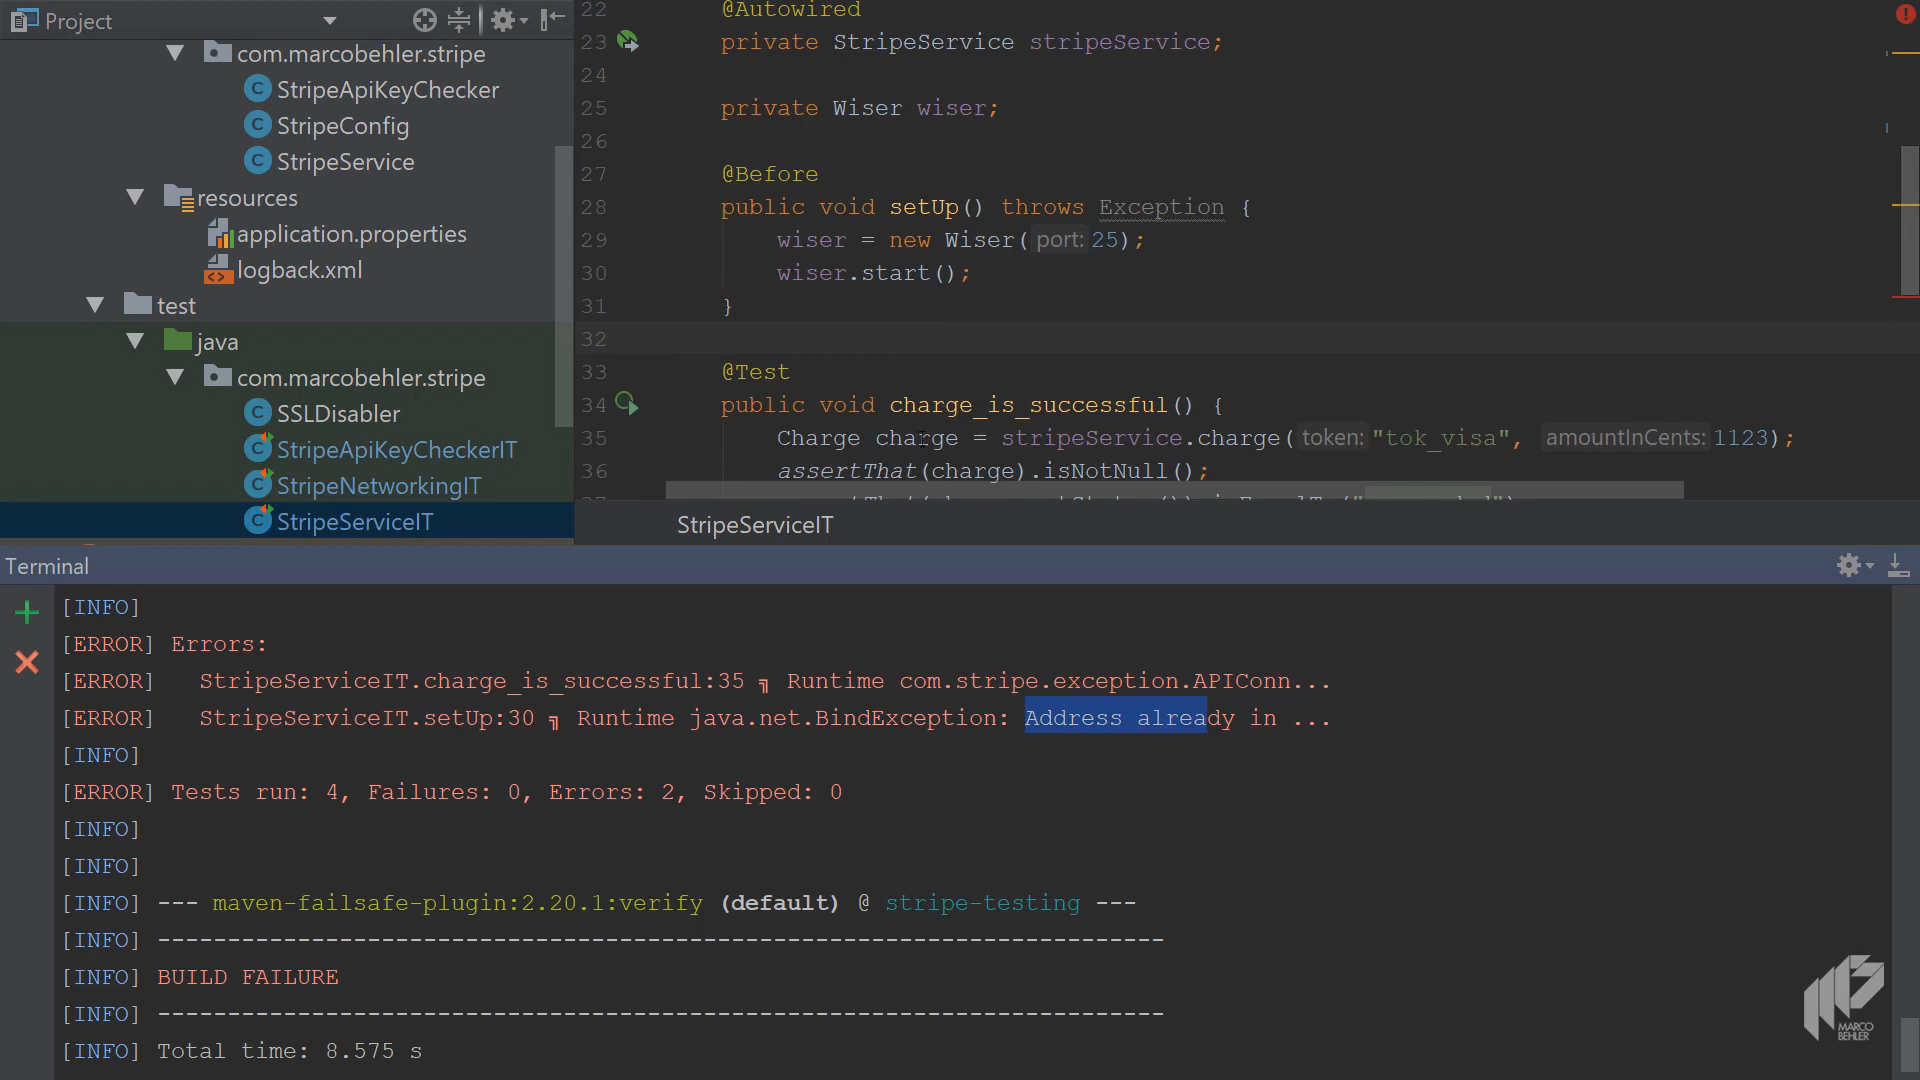 Project
com.marcobehler.stripe
StripeApiKeyChecker
StripeConfig
StripeService
resources
application.properties
logback.xml
test
java
com.marcobehler.stripe
SSLDisabler
StripeApiKeyCheckerIT
StripeNetworkingIT
StripeServiceIT
22 @Autowired
23 private StripeService stripeService;
24
25 private Wiser wiser;
26
27 @Before
28 public void setUp() throws Exception {
29 wiser = new Wiser( port: 25);
30 wiser.start();
31 }
32
33 @Test
34 public void charge_is_successful() {
35 Charge charge = stripeService.charge( token: "tok_visa", amountInCents: 1123);
36 assertThat(charge).isNotNull();
StripeServiceIT
Terminal
[INFO]
[ERROR] Errors:
[ERROR] StripeServiceIT.charge_is_successful:35 ╗ Runtime com.stripe.exception.APIConn...
[ERROR] StripeServiceIT.setUp:30 ╗ Runtime java.net.BindException: Address already in ...
[INFO]
[ERROR] Tests run: 4, Failures: 0, Errors: 2, Skipped: 0
[INFO]
[INFO]
[INFO] --- maven-failsafe-plugin:2.20.1:verify (default) @ stripe-testing ---
[INFO] ------------------------------------------------------------------------
[INFO] BUILD FAILURE
[INFO] ------------------------------------------------------------------------
[INFO] Total time: 8.575 s
MARCO
BEHLER